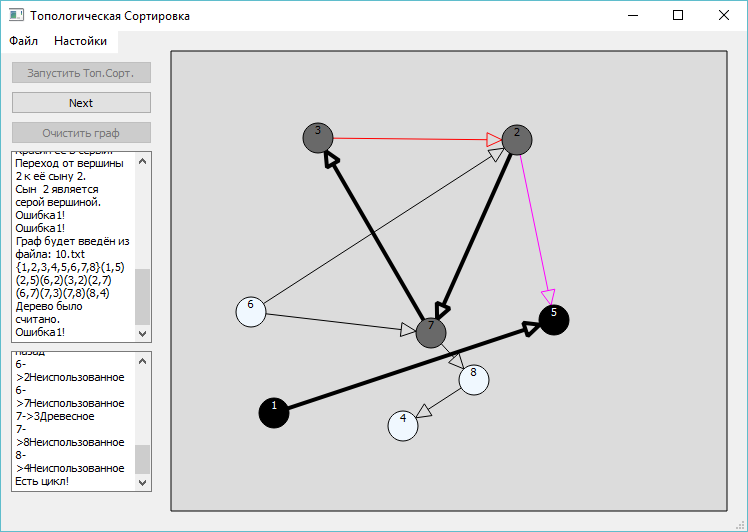 Топологическая Сортировка
Файл Настойки
Запустить Топ.Сорт.
Next
Очистить граф
Переход от вершины
2 к её сыну 2.
Сын 2 является
серой вершиной.
Ошибка1!
Ошибка1!
Граф будет введён из
файла: 10.txt
{1,2,3,4,5,6,7,8}(1,5)
(2,5)(6,2)(3,2)(2,7)
(6,7)(7,3)(7,8)(8,4)
Дерево было
считано.
Ошибка1!
назад
6-
>2Неиспользованное
6-
>7Неиспользованное
7->3Древесное
7-
>8Неиспользованное
8-
>4Неиспользованное
Есть цикл!
3
2
6
7
5
8
1
4